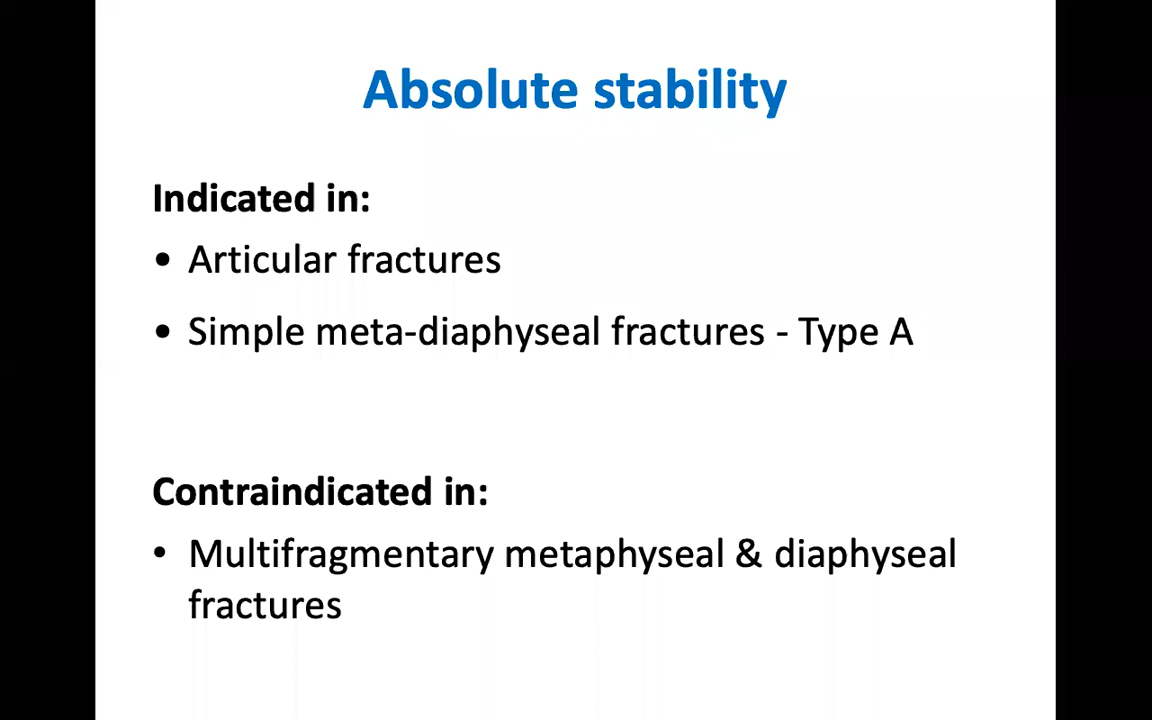 Absolute stability
Indicated in:
• Articular fractures
• Simple meta-diaphyseal fractures - Type A
Contraindicated in:
• Multifragmentary metaphyseal & diaphyseal
fractures